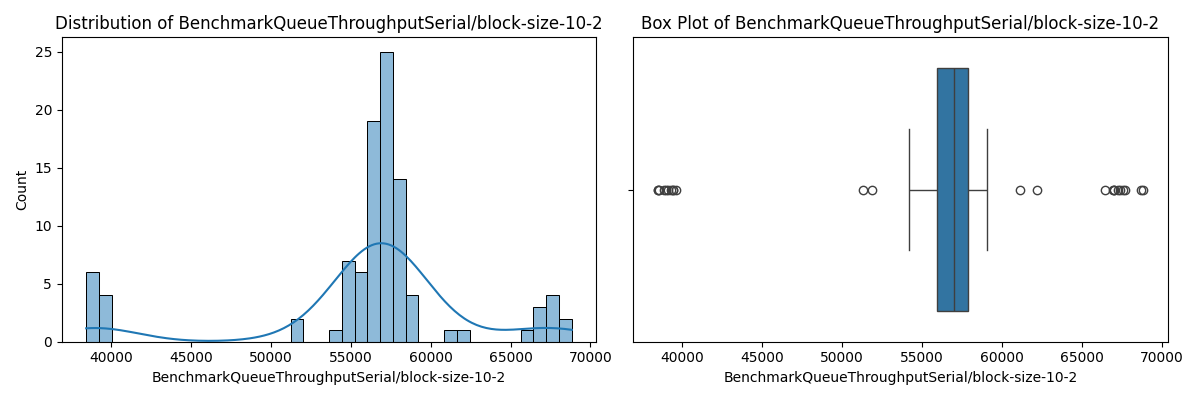 Distribution of BenchmarkQueueThroughputSerial/block-size-10-2
Count
25
20
15
10
5
0
40000 45000 50000 55000 60000 65000 70000
BenchmarkQueueThroughputSerial/block-size-10-2
Box Plot of BenchmarkQueueThroughputSerial/block-size-10-2
40000 45000 50000 55000 60000 65000 70000
BenchmarkQueueThroughputSerial/block-size-10-2